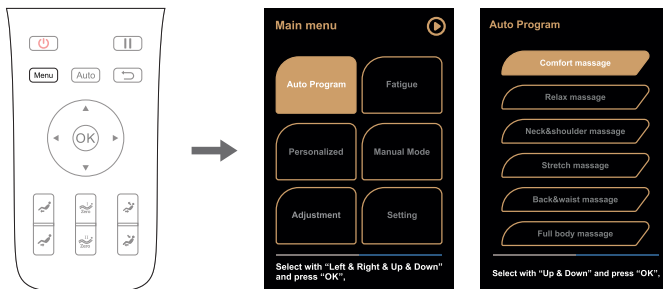 Menu
Auto
OK
Zero
Zero
Main menu
Auto Program
Fatigue
Personalized
Manual Mode
Adjustment
Setting
Select with “Left & Right & Up & Down”
and press “OK”,
Auto Program
Comfort massage
Relax massage
Neck&shoulder massage
Stretch massage
Back&waist massage
Full body massage
Select with “Up & Down” and press “OK”,